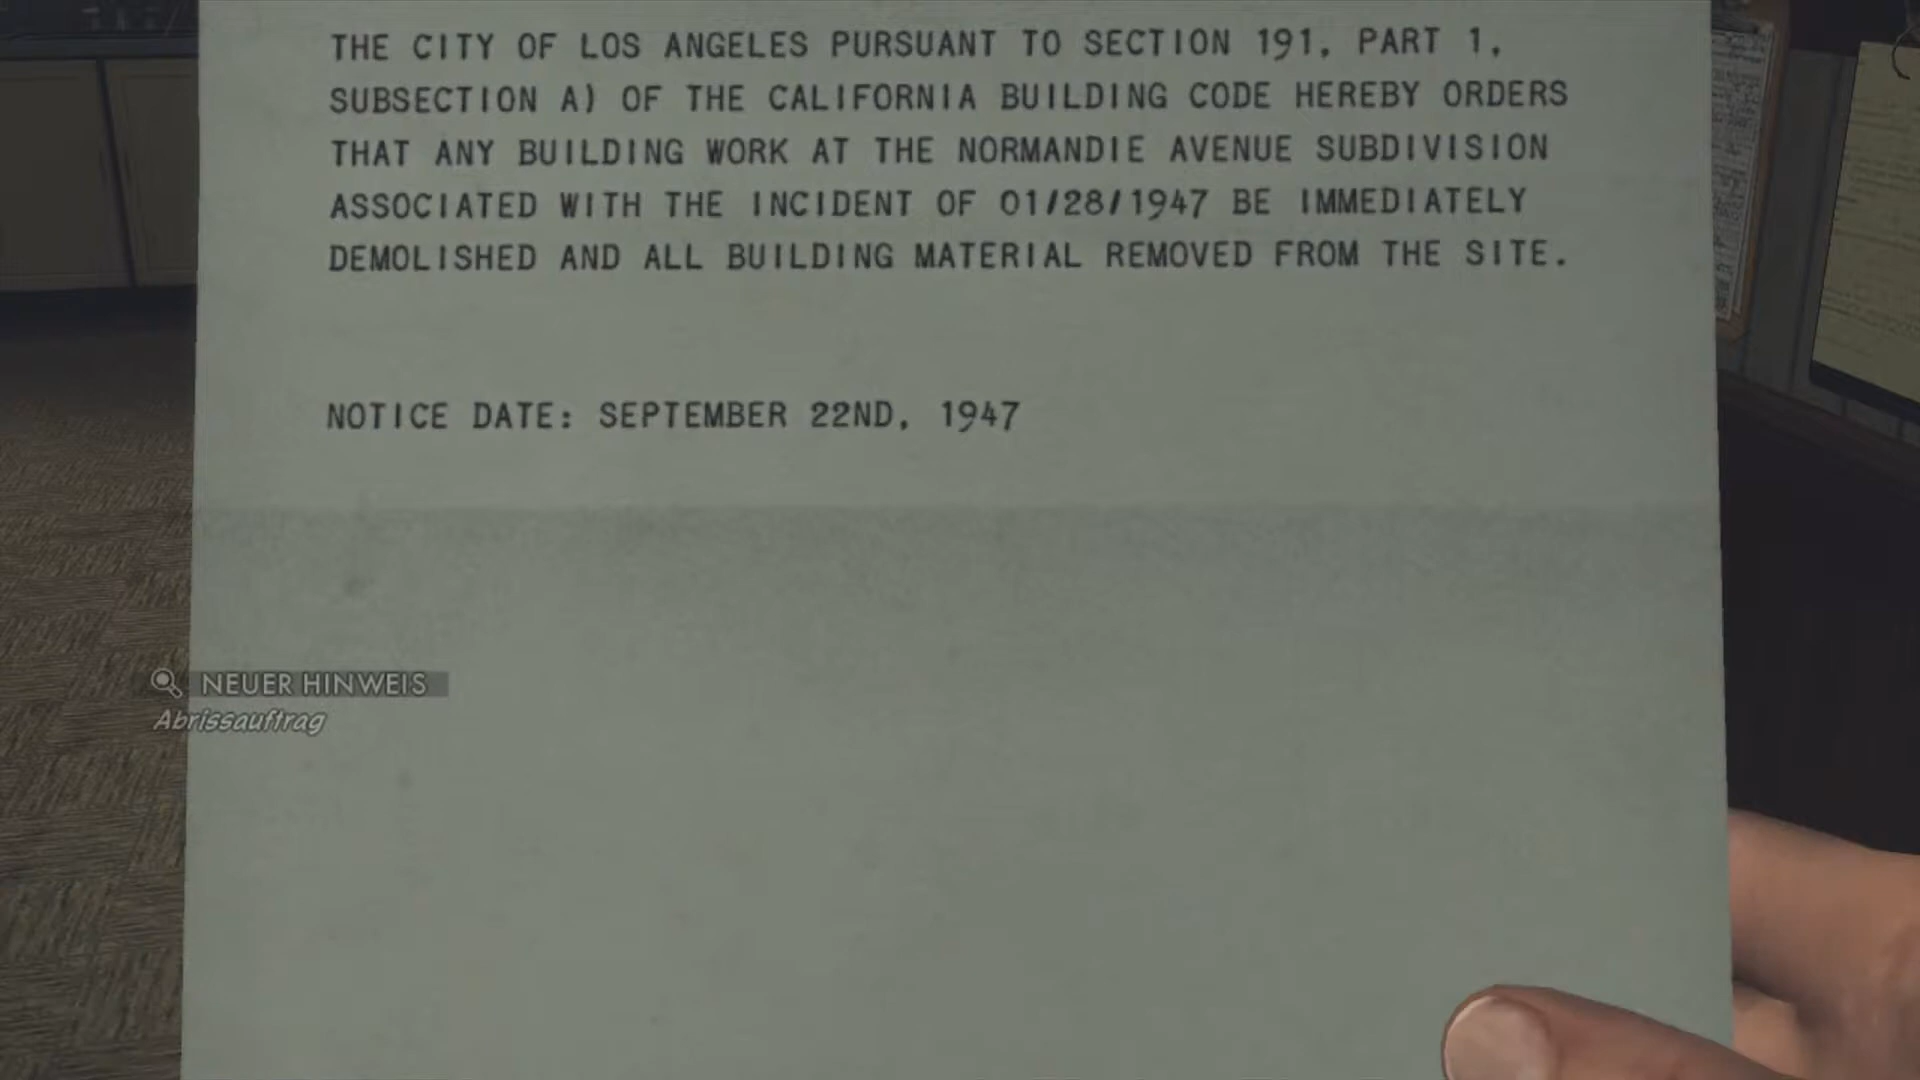 THE CITY OF LOS ANGELES PURSUANT TO SECTION 191, PART 1,
SUBSECTION A) OF THE CALIFORNIA BUILDING CODE HEREBY ORDERS
THAT ANY BUILDING WORK AT THE NORMANDIE AVENUE SUBDIVISION
ASSOCIATED WITH THE INCIDENT OF 01/28/1947 BE IMMEDIATELY
DEMOLISHED AND ALL BUILDING MATERIAL REMOVED FROM THE SITE.
NOTICE DATE: SEPTEMBER 22ND, 1947
NEUER HINWEIS
Abrissauftrag